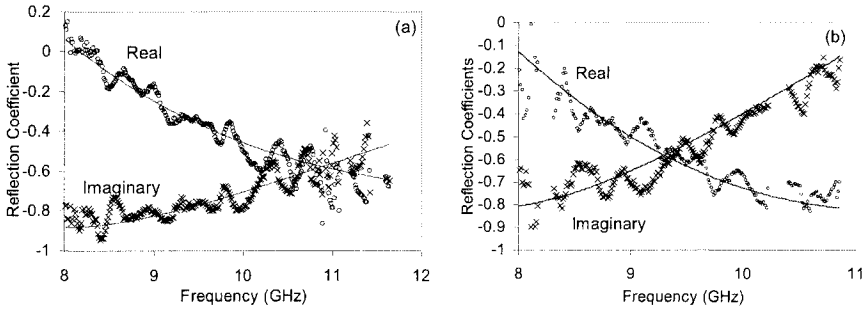 (a)
0.2
0
-0.2
-0.4
-0.6
-0.8
-1
Reflection Coefficient
Real
Imaginary
8 9 10 11 12
Frequency (GHz)
(b)
0
-0.1
-0.2
-0.3
-0.4
-0.5
-0.6
-0.7
-0.8
-0.9
-1
Reflection Coefficients
Real
Imaginary
8 9 10 11
Frequency (GHz)